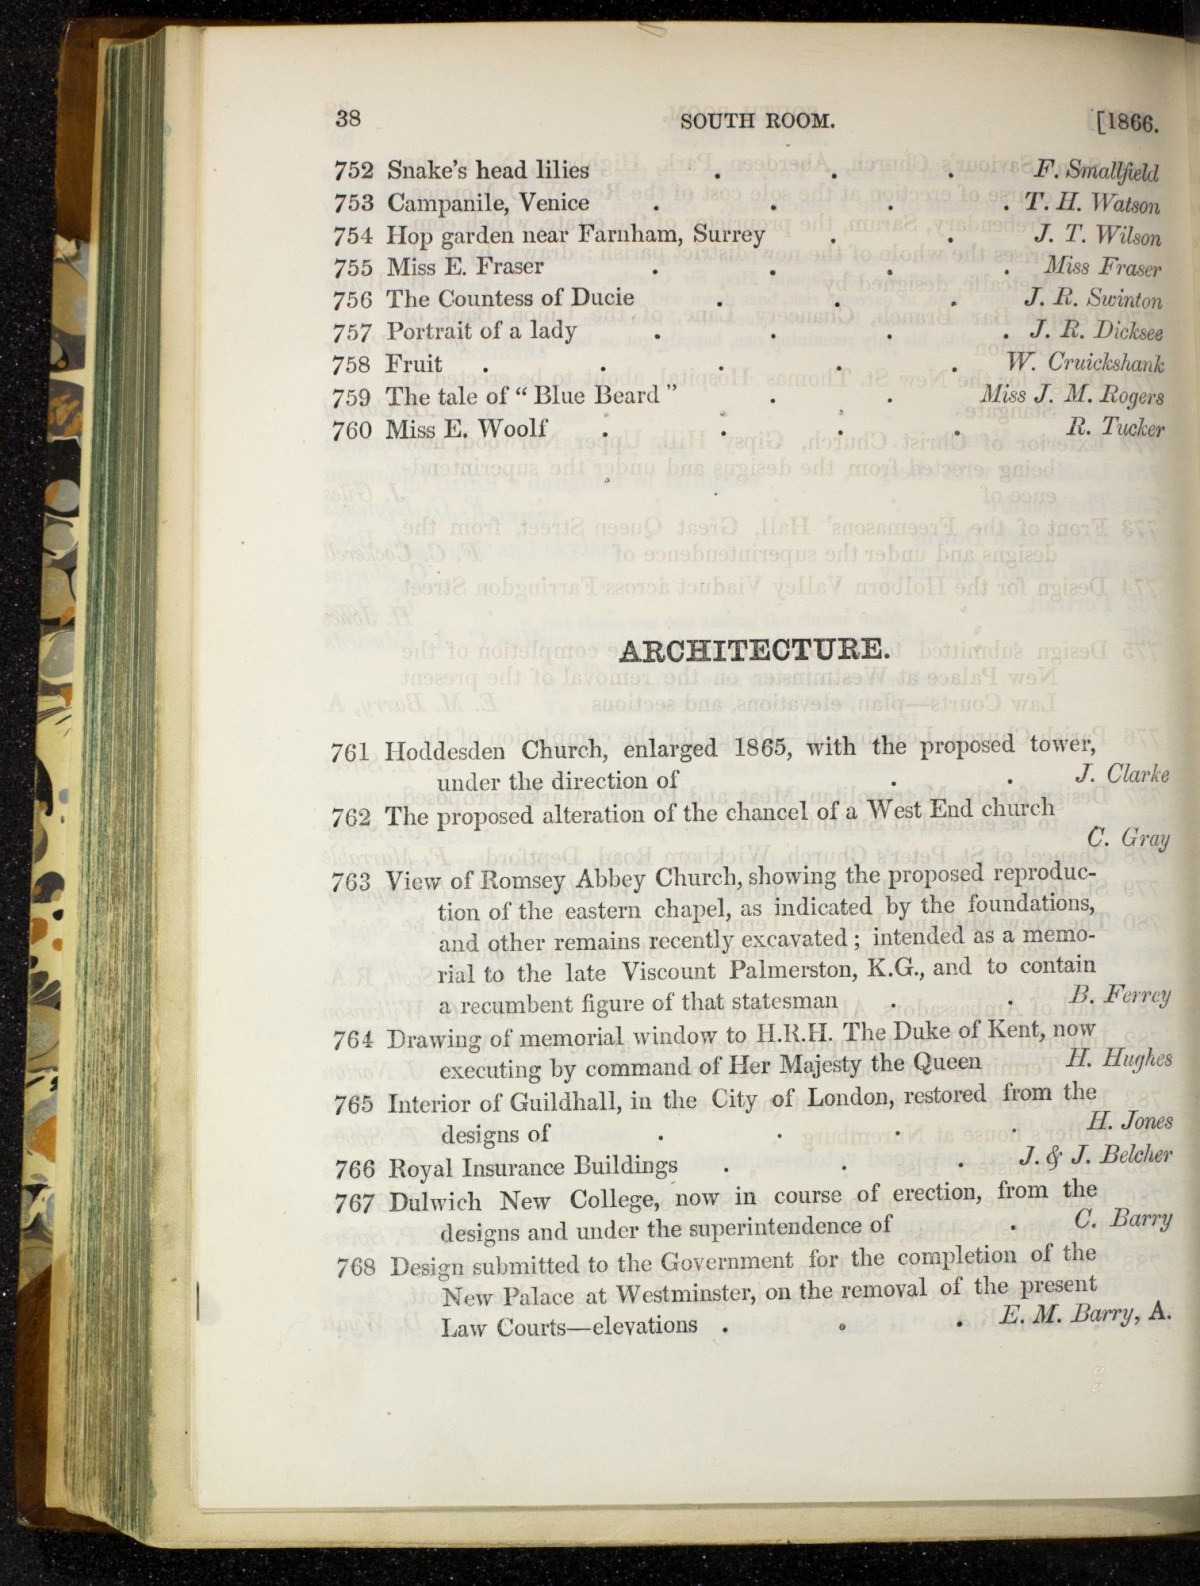 38 SOUTH ROOM. [1866.
752 Snake's head lilies . . . F. Smallfield
753 Campanile, Venice . . . . T. H. Watson
754 Hop garden near Farnham, Surrey . . J. T. Wilson
755 Miss E. Fraser . . . . Miss Fraser
756 The Countess of Ducie . . . J. R. Swinton
757 Portrait of a lady . . . . J. R. Dicksee
758 Fruit . . . . . W. Cruickshank
759 The tale of “ Blue Beard ” . . Miss J. M. Rogers
760 Miss E. Woolf . . . . R. Tucker
ARCHITECTURE.
761 Hoddesden Church, enlarged 1865, with the proposed tower,
under the direction of . . J. Clarke
762 The proposed alteration of the chancel of a West End church
C. Gray
763 View of Romsey Abbey Church, showing the proposed reproduc-
tion of the eastern chapel, as indicated by the foundations,
and other remains recently excavated ; intended as a memo-
rial to the late Viscount Palmerston, K.G., and to contain
a recumbent figure of that statesman . . B. Ferrey
764 Drawing of memorial window to H.R.H. The Duke of Kent, now
executing by command of Her Majesty the Queen H. Hughes
765 Interior of Guildhall, in the City of London, restored from the
designs of . . . . H. Jones
766 Royal Insurance Buildings . . . J. & J. Belcher
767 Dulwich New College, now in course of erection, from the
designs and under the superintendence of . C. Barry
768 Design submitted to the Government for the completion of the
New Palace at Westminster, on the removal of the present
Law Courts—elevations . . . E. M. Barry, A.